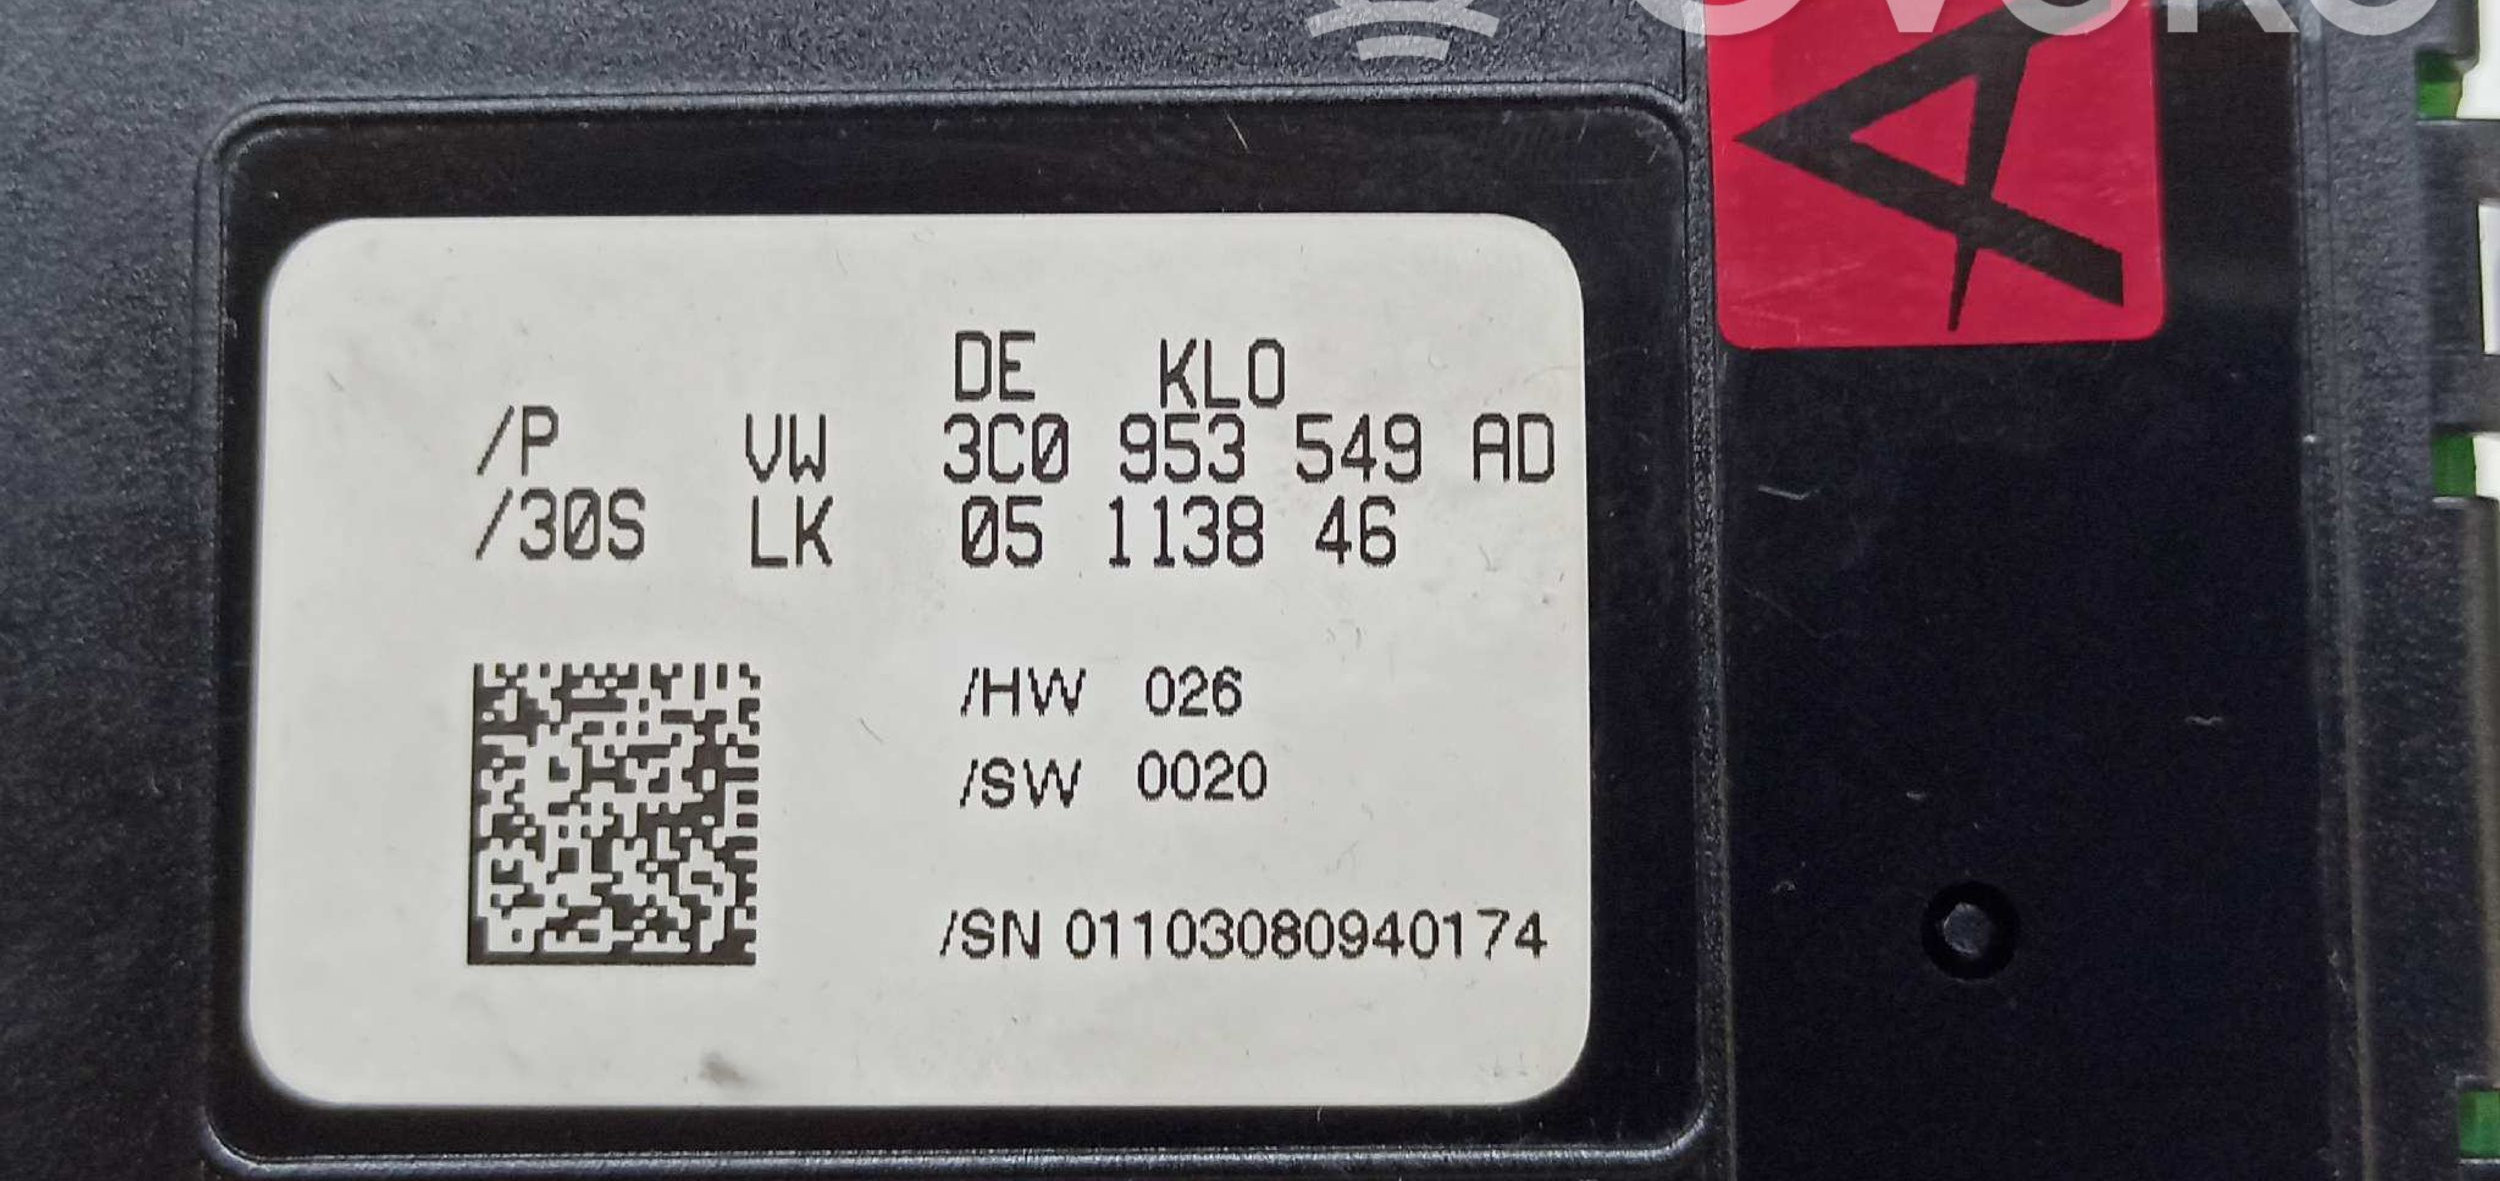 DE KLO
/P VW 3C0 953 549 AD
/30S LK 05 1138 46
/HW 026
/SW 0020
/SN 01103080940174
A